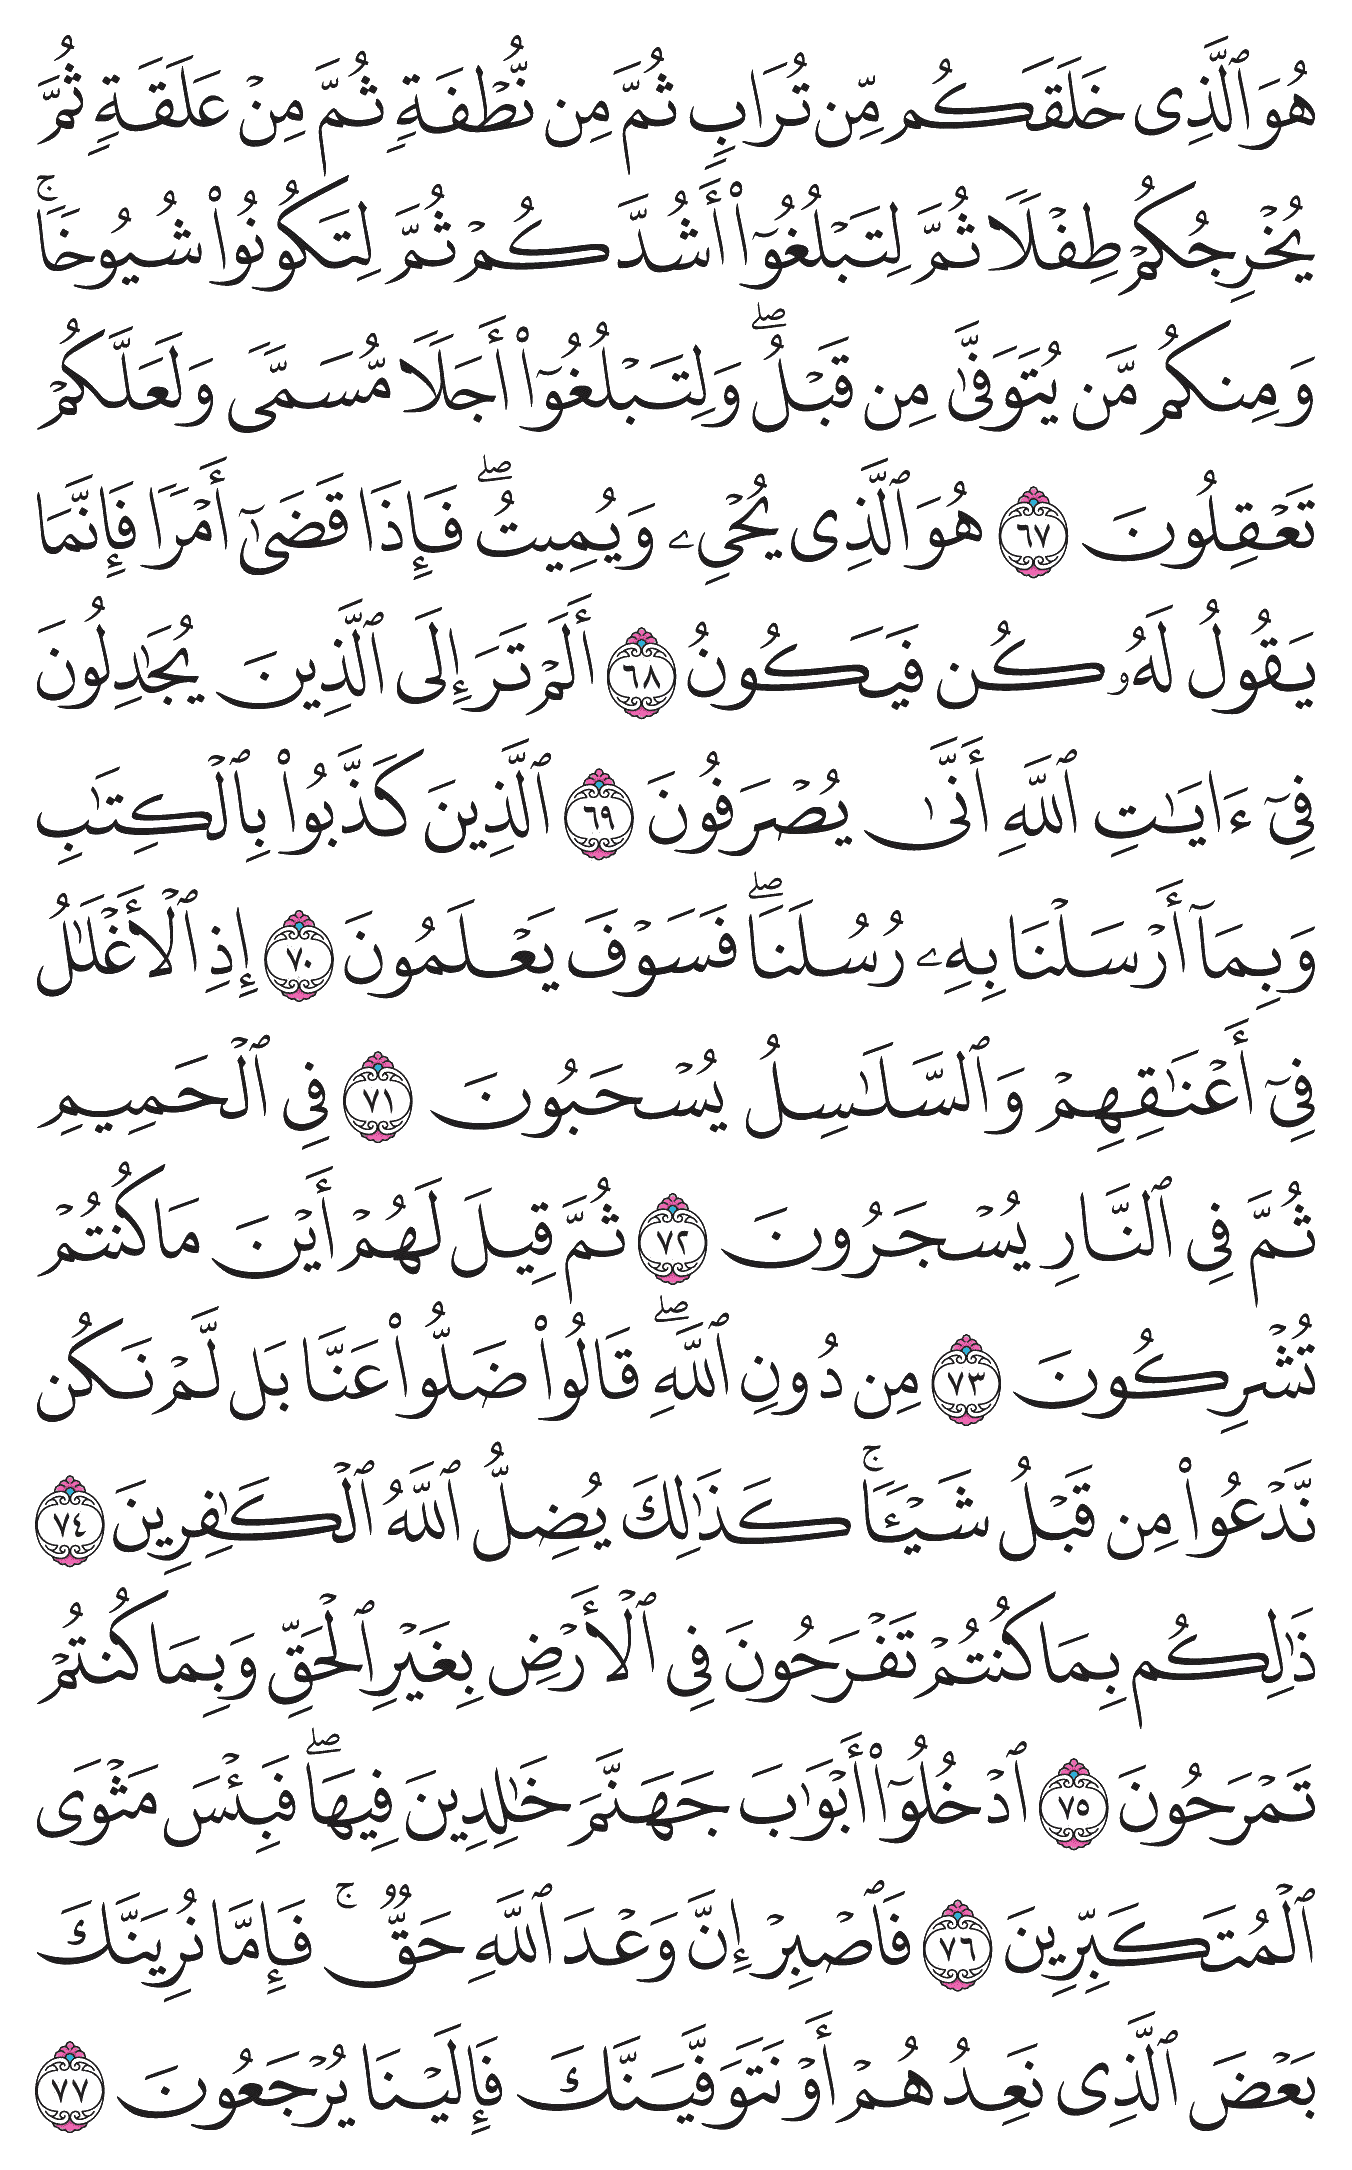 هُوَ ٱلَّذِى خَلَقَكُم مِّن تُرَابٍ ثُمَّ مِن نُّطْفَةٍ ثُمَّ مِنْ عَلَقَةٍ ثُمَّ
يُخْرِجُكُمْ طِفْلًا ثُمَّ لِتَبْلُغُوٓا۟ أَشُدَّكُمْ ثُمَّ لِتَكُونُوا۟ شُيُوخًا ۚ
وَمِنكُم مَّن يُتَوَفَّىٰ مِن قَبْلُ ۖ وَلِتَبْلُغُوٓا۟ أَجَلًا مُّسَمًّى وَلَعَلَّكُمْ
تَعْقِلُونَ ٦٧ هُوَ ٱلَّذِى يُحْىِۦ وَيُمِيتُ ۖ فَإِذَا قَضَىٰٓ أَمْرًا فَإِنَّمَا
يَقُولُ لَهُۥ كُن فَيَكُونُ ٦٨ أَلَمْ تَرَ إِلَى ٱلَّذِينَ يُجَٰدِلُونَ
فِىٓ ءَايَٰتِ ٱللَّهِ أَنَّىٰ يُصْرَفُونَ ٦٩ ٱلَّذِينَ كَذَّبُوا۟ بِٱلْكِتَٰبِ
وَبِمَآ أَرْسَلْنَا بِهِۦ رُسُلَنَا ۖ فَسَوْفَ يَعْلَمُونَ ٧٠ إِذِ ٱلْأَغْلَٰلُ
فِىٓ أَعْنَٰقِهِمْ وَٱلسَّلَٰسِلُ يُسْحَبُونَ ٧١ فِى ٱلْحَمِيمِ
ثُمَّ فِى ٱلنَّارِ يُسْجَرُونَ ٧٢ ثُمَّ قِيلَ لَهُمْ أَيْنَ مَا كُنتُمْ
تُشْرِكُونَ ٧٣ مِن دُونِ ٱللَّهِ ۖ قَالُوا۟ ضَلُّوا۟ عَنَّا بَل لَّمْ نَكُن
نَّدْعُوا۟ مِن قَبْلُ شَيْـًٔا ۚ كَذَٰلِكَ يُضِلُّ ٱللَّهُ ٱلْكَٰفِرِينَ ٧٤
ذَٰلِكُم بِمَا كُنتُمْ تَفْرَحُونَ فِى ٱلْأَرْضِ بِغَيْرِ ٱلْحَقِّ وَبِمَا كُنتُمْ
تَمْرَحُونَ ٧٥ ٱدْخُلُوٓا۟ أَبْوَٰبَ جَهَنَّمَ خَٰلِدِينَ فِيهَا ۖ فَبِئْسَ مَثْوَى
ٱلْمُتَكَبِّرِينَ ٧٦ فَٱصْبِرْ إِنَّ وَعْدَ ٱللَّهِ حَقٌّ ۚ فَإِمَّا نُرِيَنَّكَ
بَعْضَ ٱلَّذِى نَعِدُهُمْ أَوْ نَتَوَفَّيَنَّكَ فَإِلَيْنَا يُرْجَعُونَ ٧٧